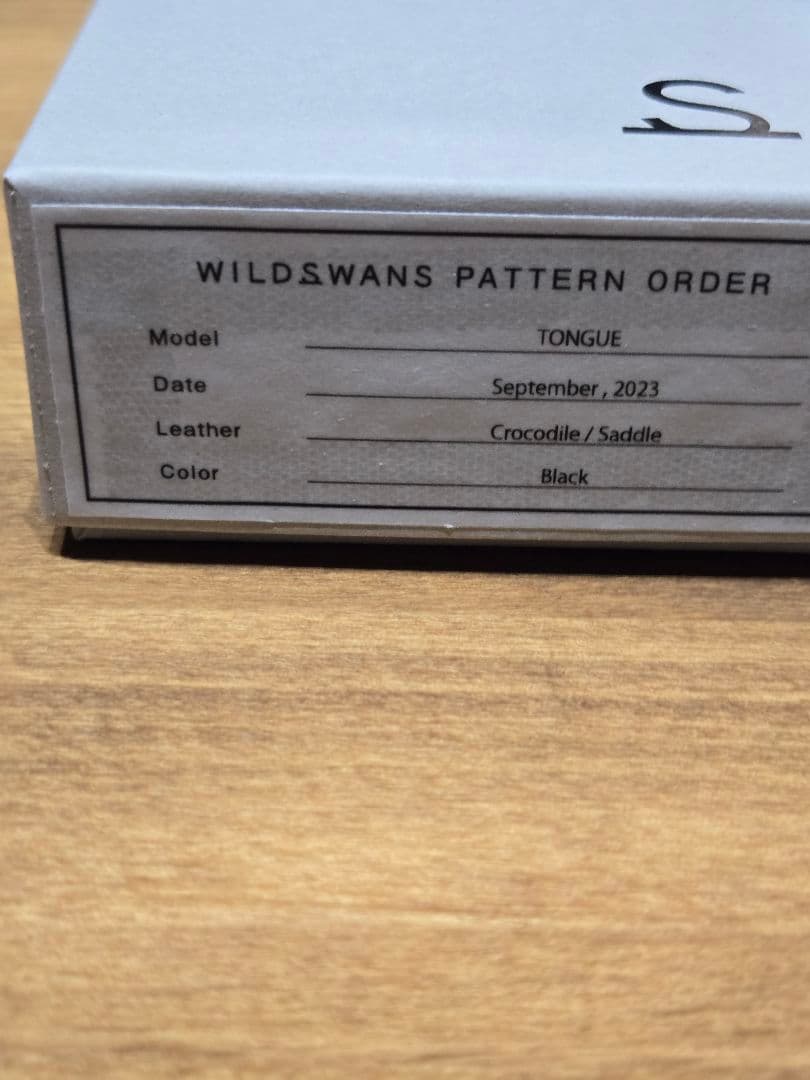 S
WILDSWANS PATTERN ORDER
Model TONGUE
Date September , 2023
Leather Crocodile / Saddle
Color Black